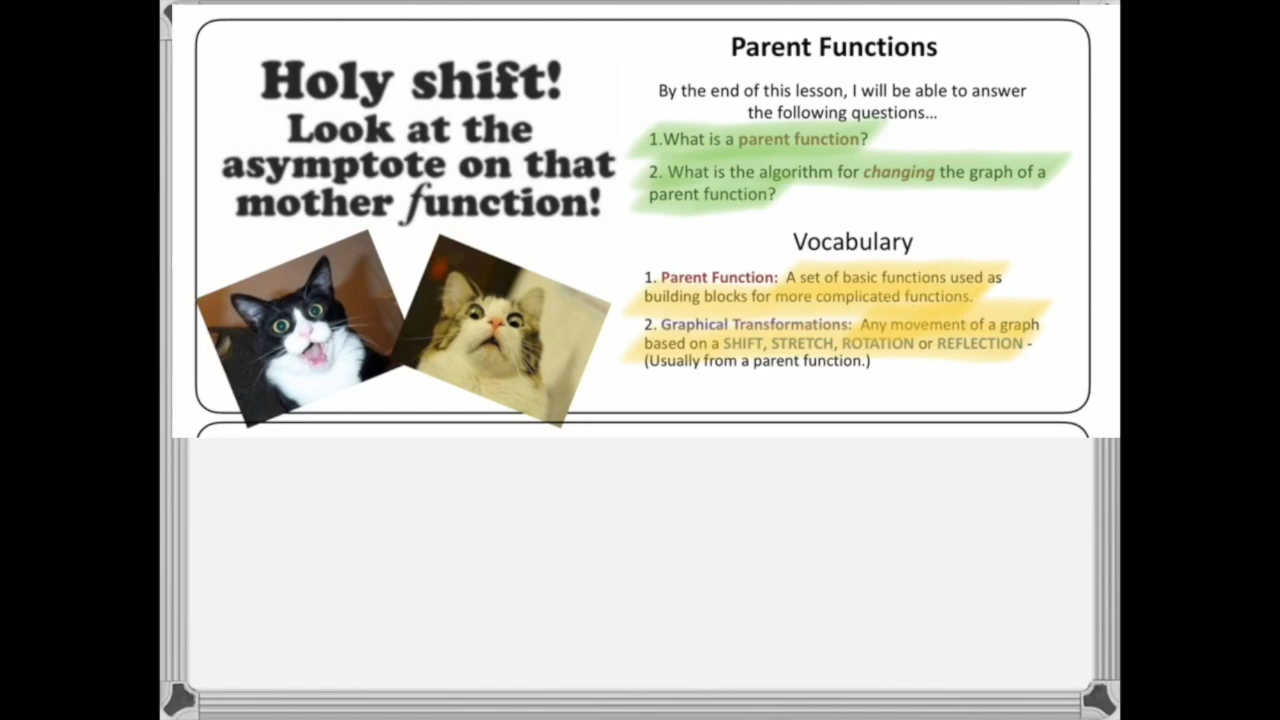 Holy shift!
Look at the
asymptote on that
mother function!
Parent Functions
By the end of this lesson, I will be able to answer
the following questions...
1.What is a parent function?
2. What is the algorithm for changing the graph of a
parent function?
Vocabulary
1. Parent Function: A set of basic functions used as
building blocks for more complicated functions.
2. Graphical Transformations: Any movement of a graph
based on a SHIFT, STRETCH, ROTATION or REFLECTION -
(Usually from a parent function.)